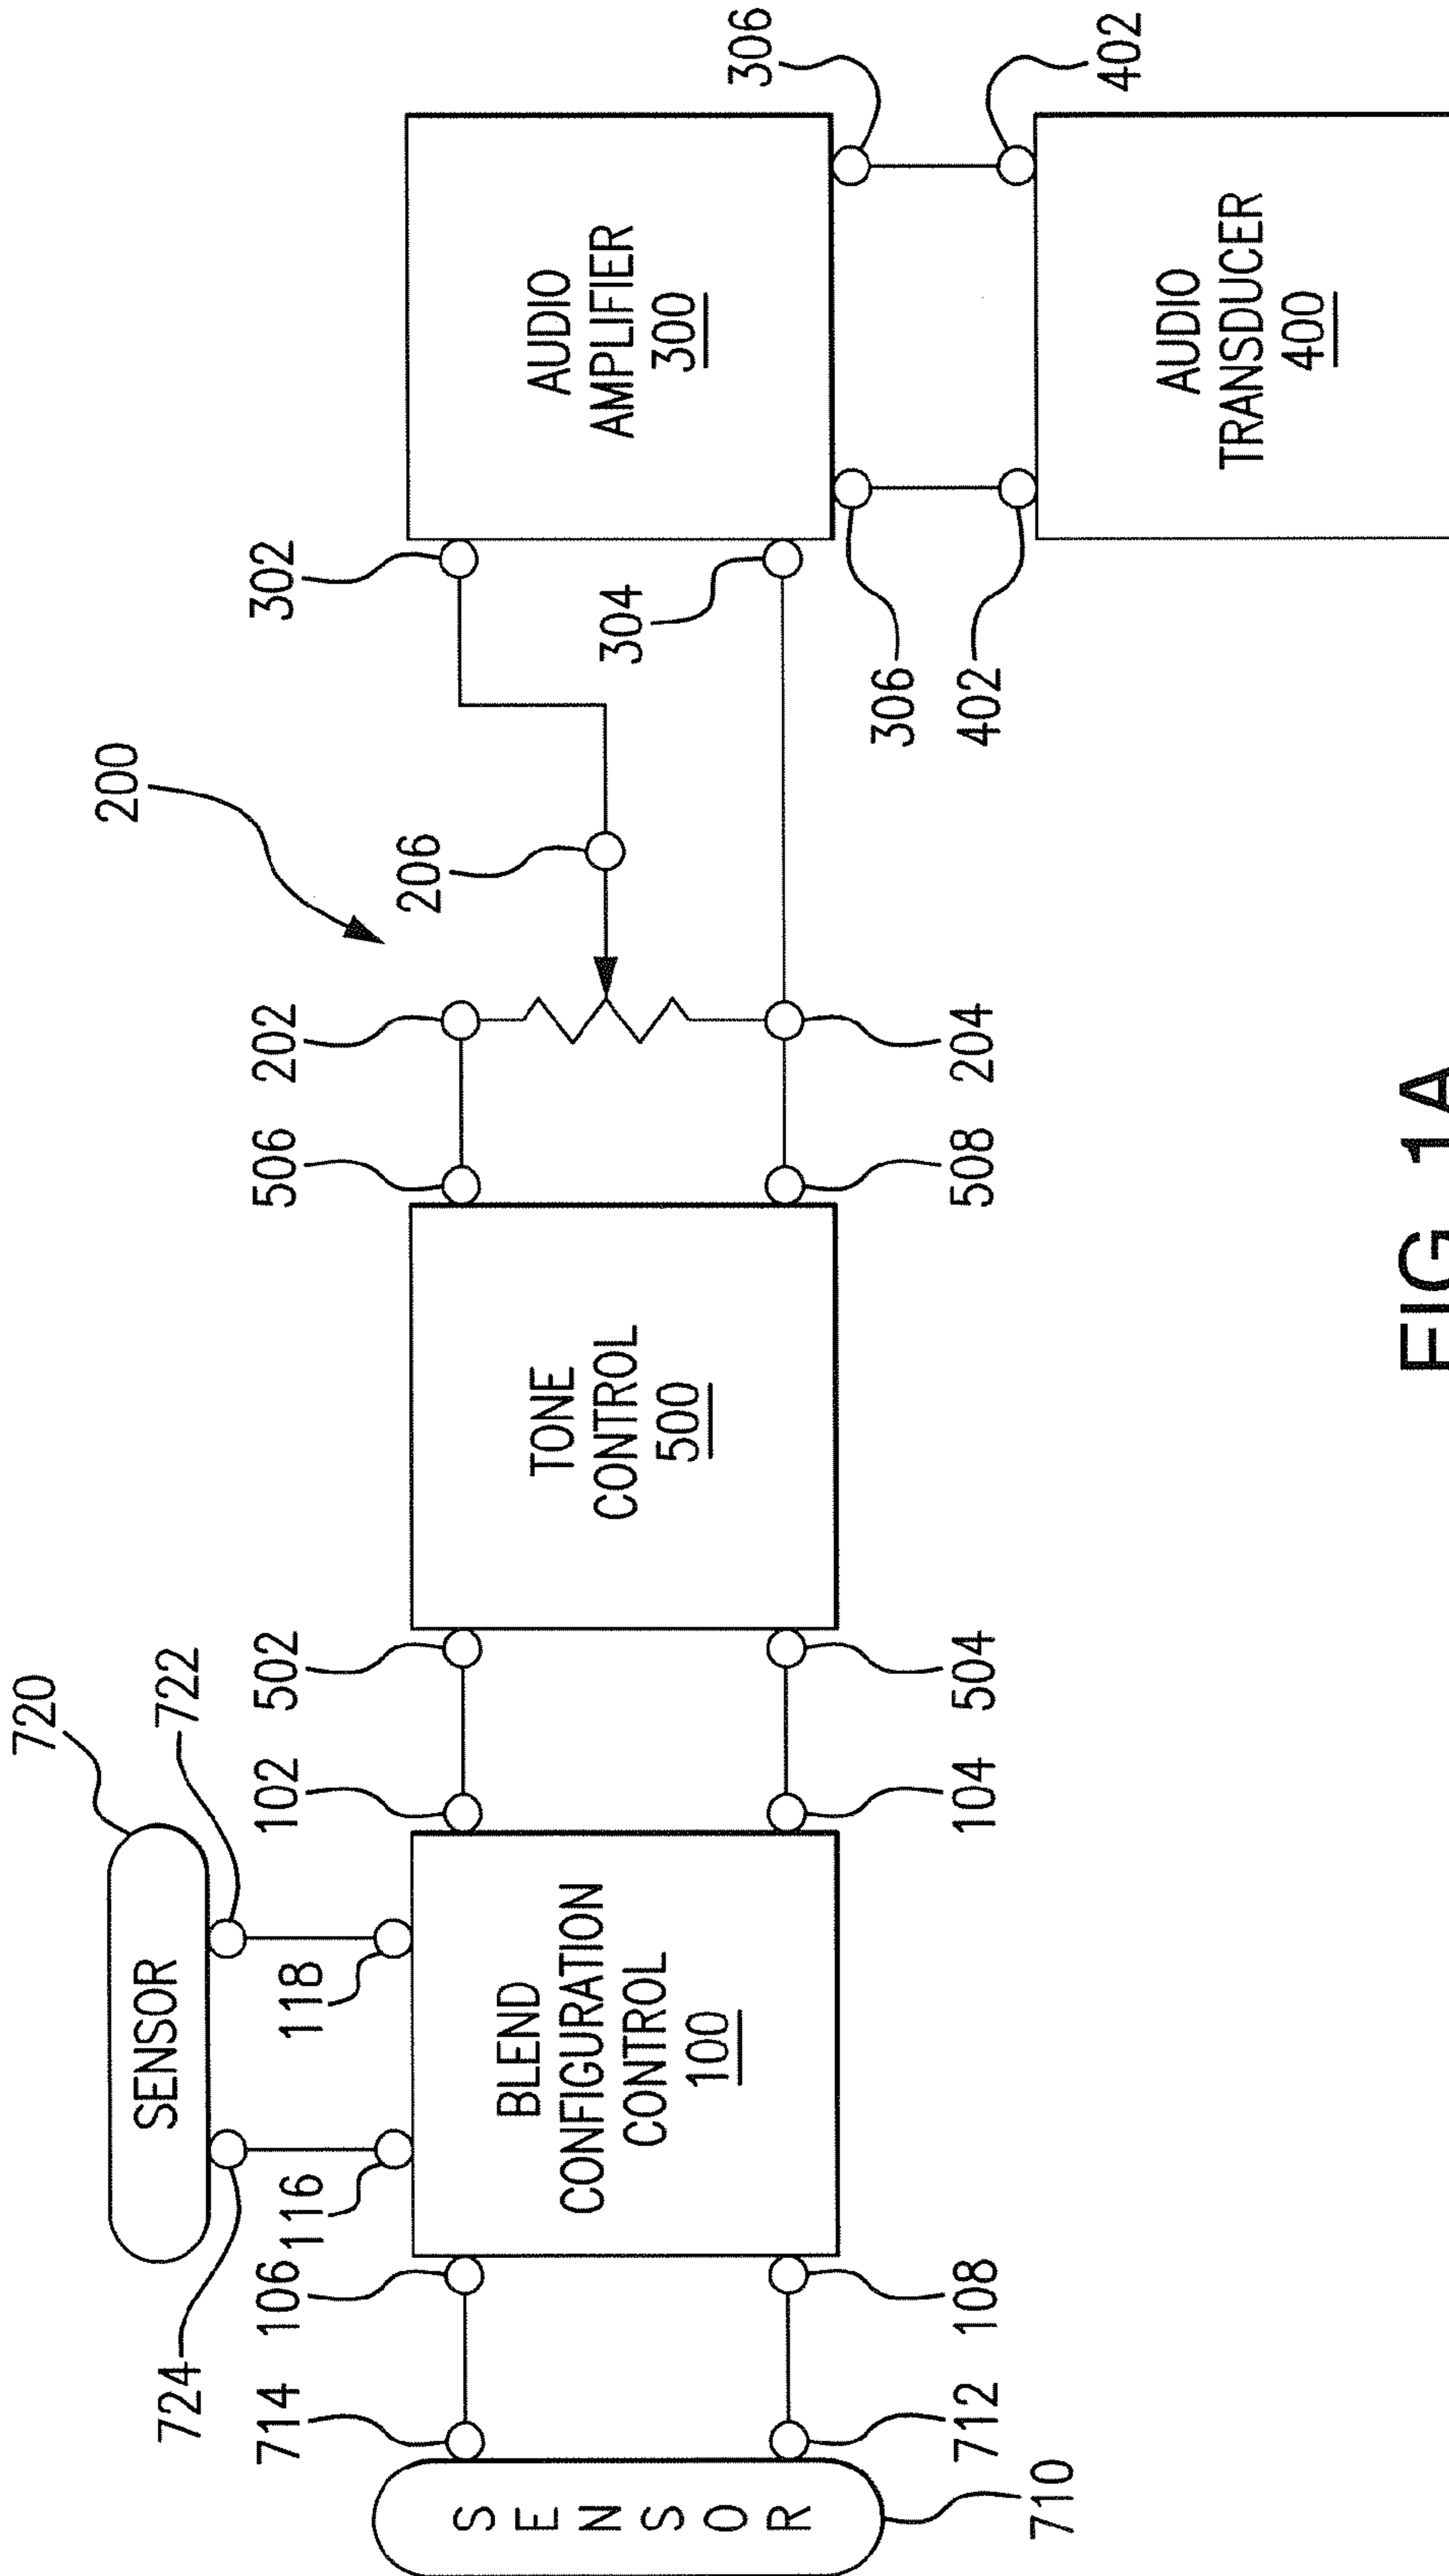 720
722
724
SENSOR
200
714
106
116
118
102
502
506
202
206
302
306
SENSOR
BLEND
CONFIGURATION
CONTROL
100
TONE
CONTROL
500
AUDIO
AMPLIFIER
300
304
710
712
108
104
504
508
204
306
402
402
AUDIO
TRANSDUCER
400
FIG. 1A